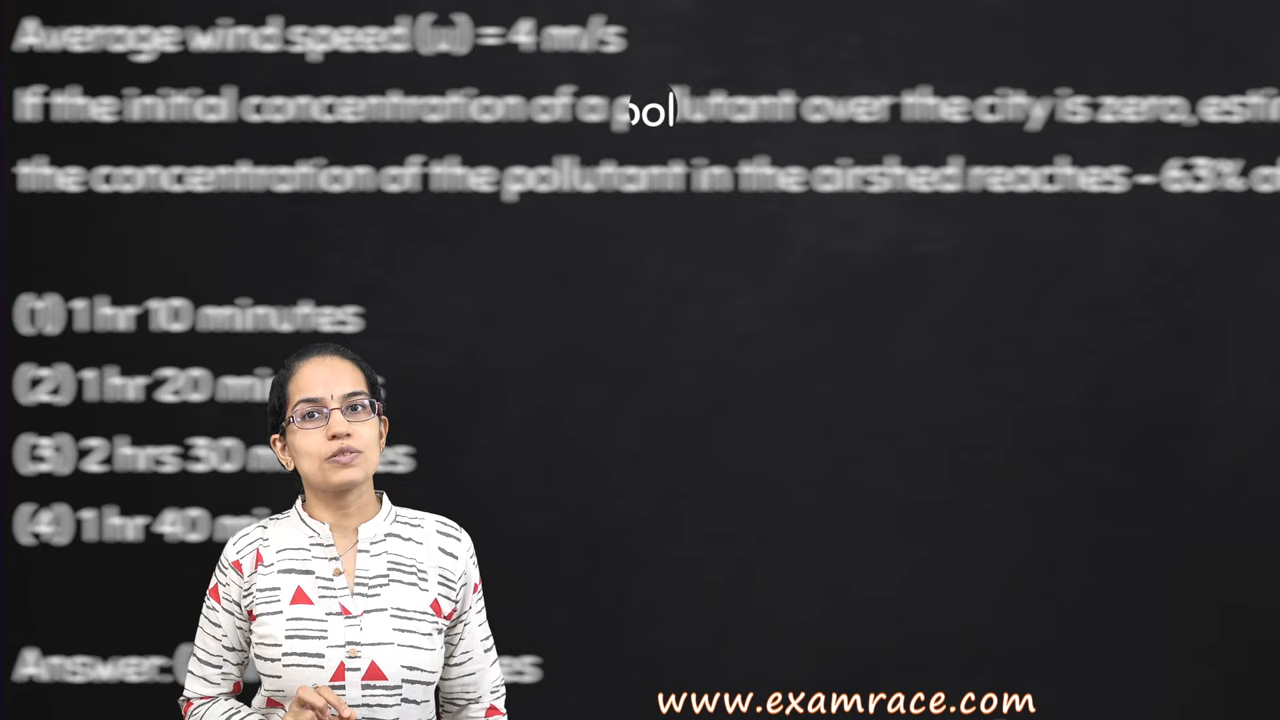 Average wind speed (u) = 4 m/s
If the initial concentration of a pollutant over the city is zero,
the concentration of the pollutant in the airshed reaches ~ 63%
(1) 1 hr 10 minutes
(2) 1 hr 20
(3) 2 hrs 30
(4) 1 hr 40
Answer: (
www.examrace.com